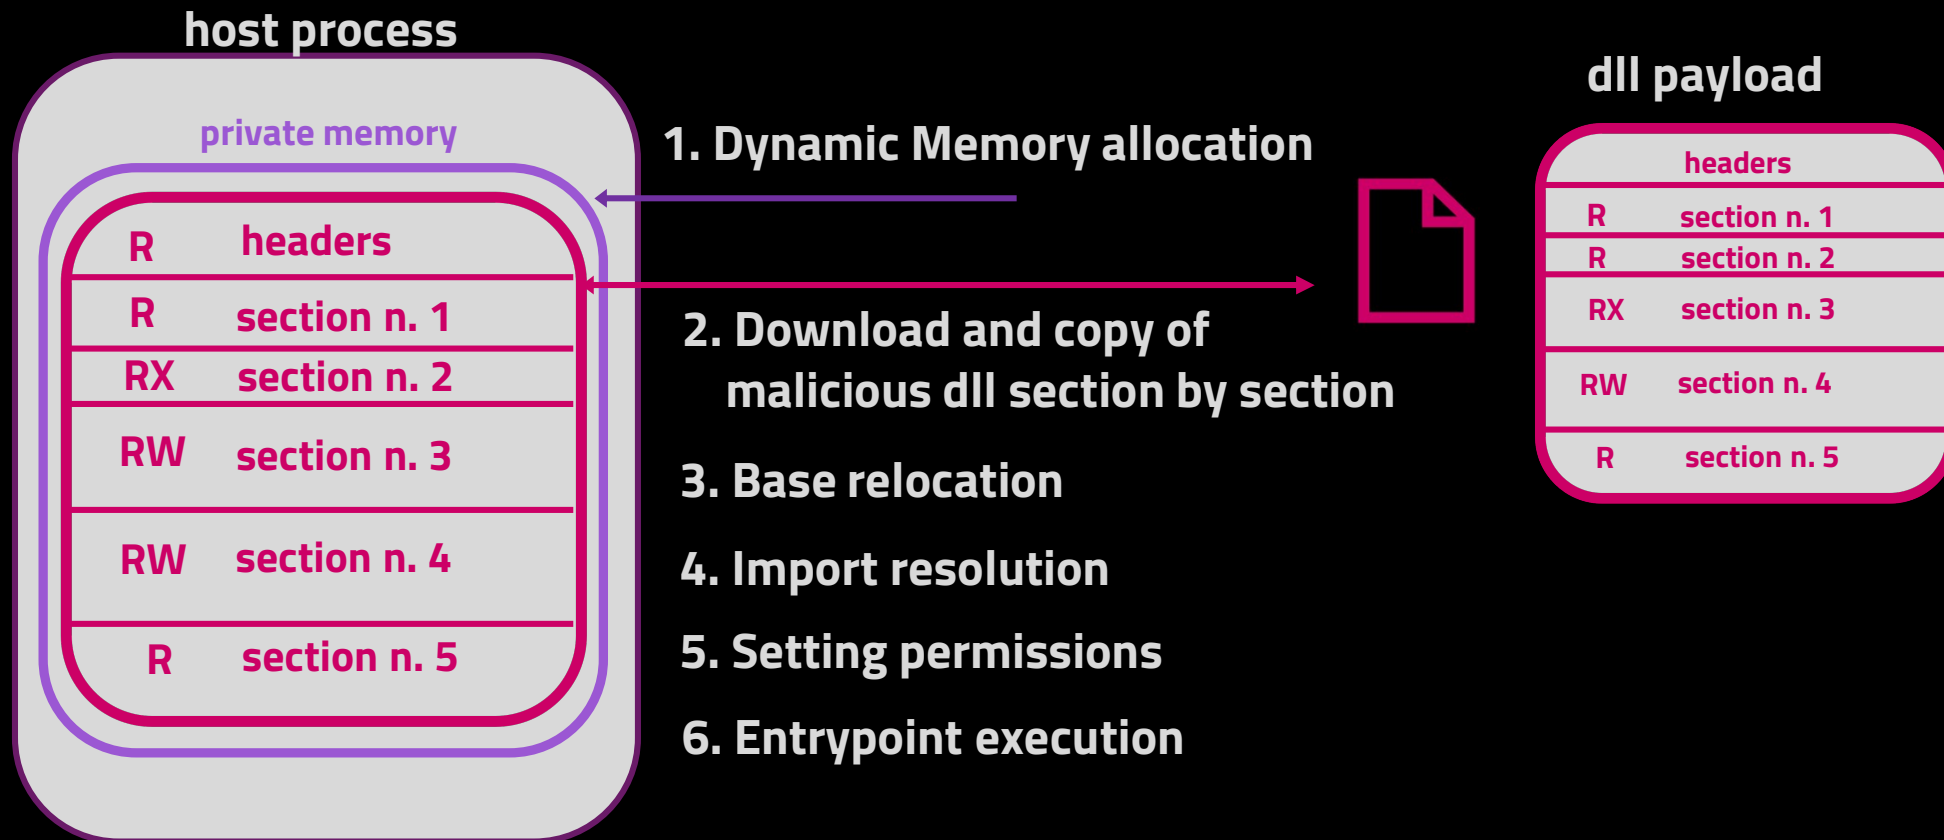 host process
private memory
R headers
R section n. 1
RX section n. 2
RW section n. 3
RW section n. 4
R section n. 5
1. Dynamic Memory allocation
2. Download and copy of
malicious dll section by section
3. Base relocation
4. Import resolution
5. Setting permissions
6. Entrypoint execution
dll payload
headers
R section n. 1
R section n. 2
RX section n. 3
RW section n. 4
R section n. 5